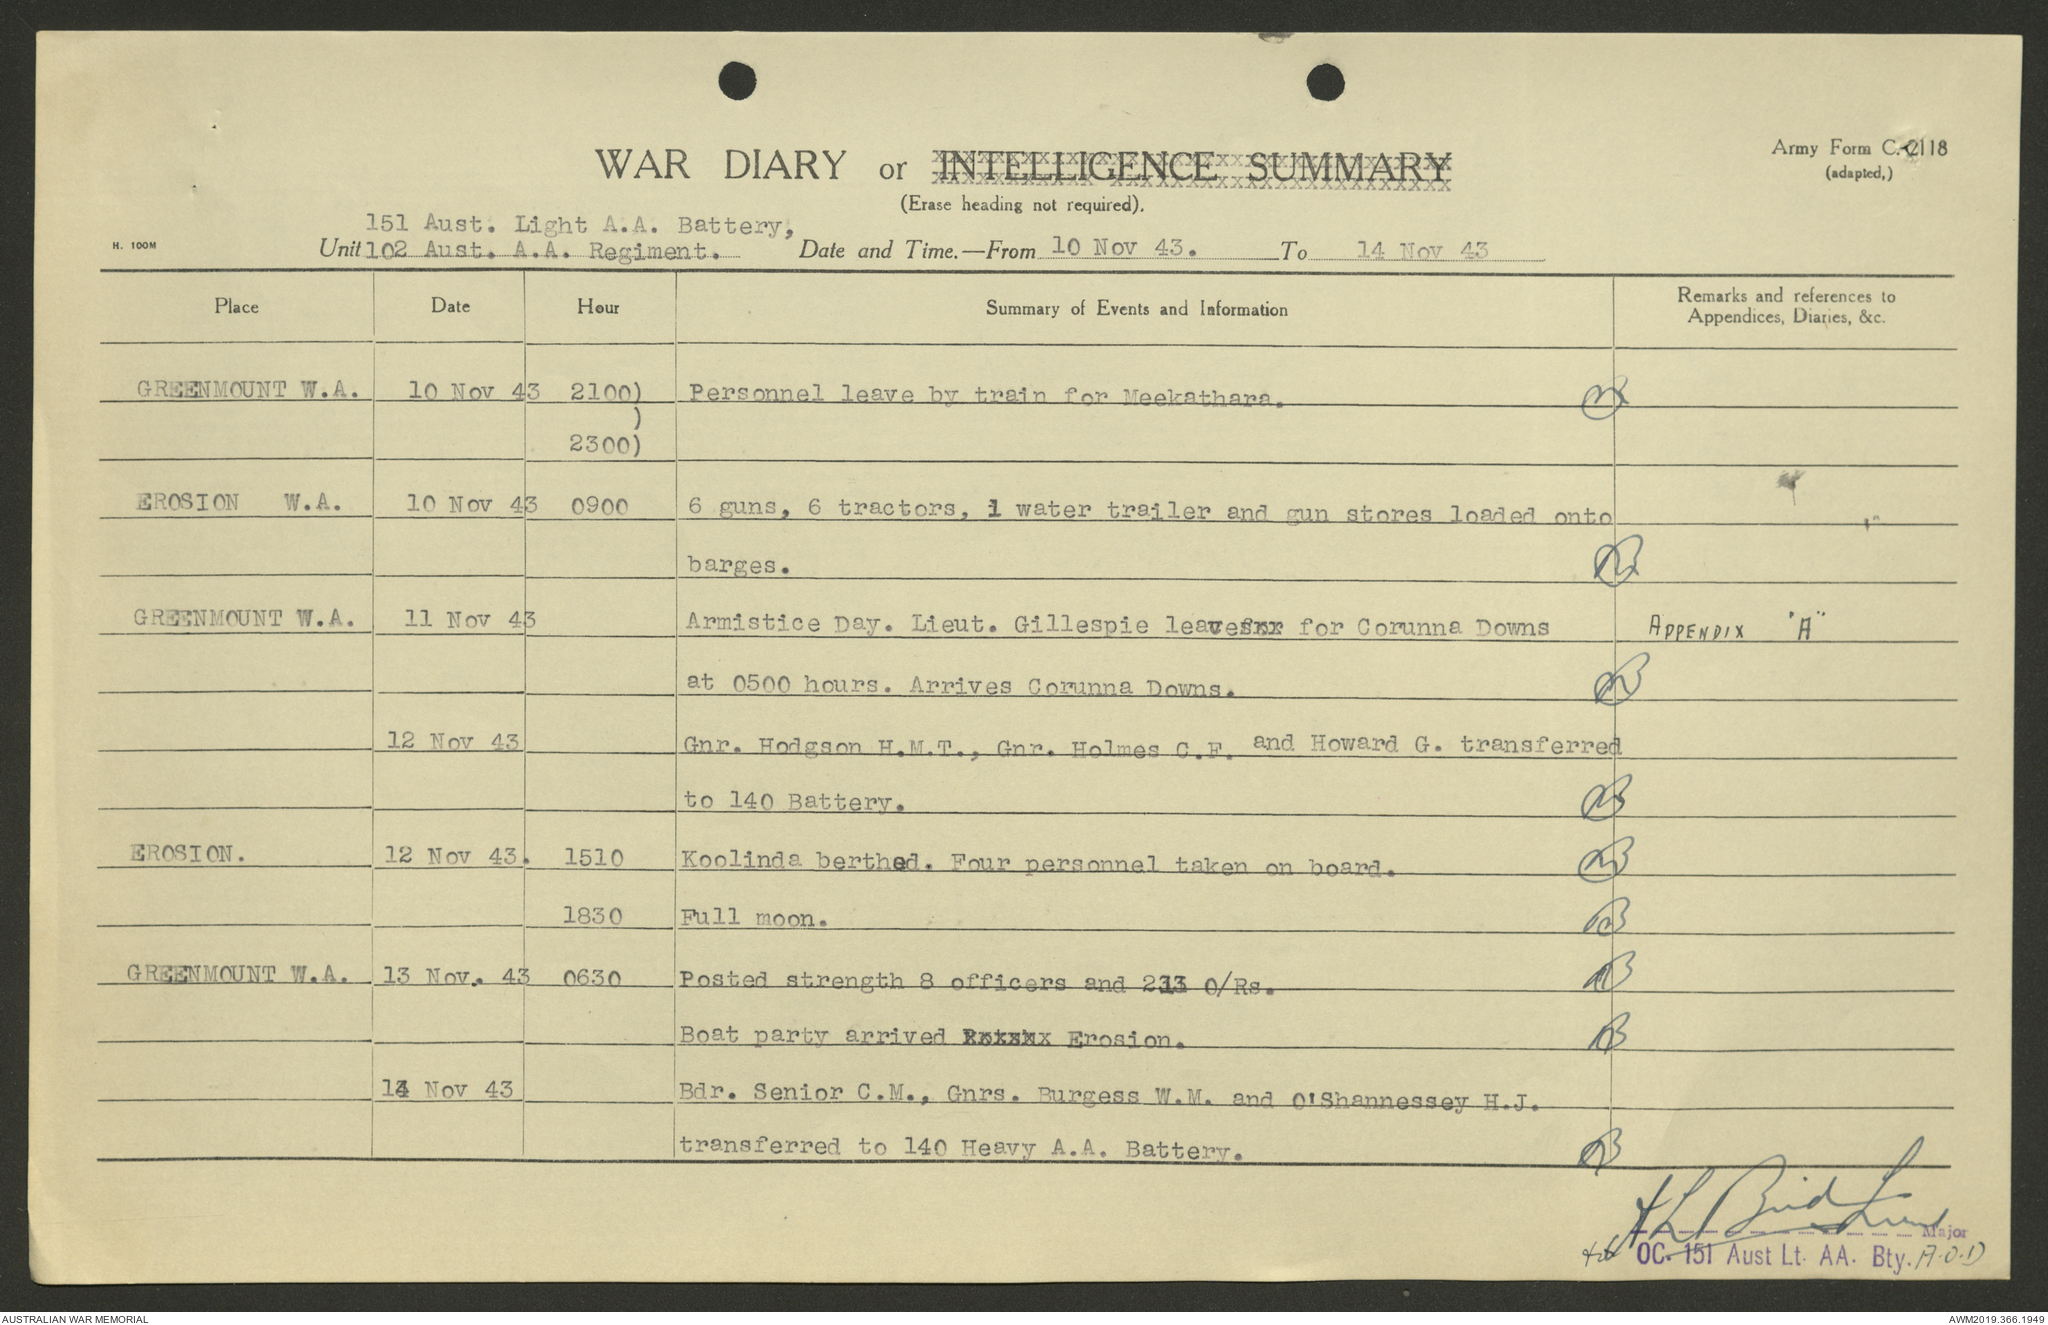 WAR DIARY or INTELLIGENCE SUMMARY
(Erase heading not required).
Army Form C.2118
(adapted,)
H. 100M
151 Aust. Light A.A. Battery,
Unit 102 Aust. A.A. Regiment. Date and Time.—From 10 Nov 43. To 14 Nov 43
Place Date Hour Summary of Events and Information Remarks and references to Appendices, Diaries, &c.
GREENMOUNT W.A. 10 Nov 43 2100) Personnel leave by train for Meekathara.
)
2300)
EROSION W.A. 10 Nov 43 0900 6 guns, 6 tractors, 1 water trailer and gun stores loaded onto
barges.
GREENMOUNT W.A. 11 Nov 43 Armistice Day. Lieut. Gillespie leaves for Corunna Downs APPENDIX "A"
at 0500 hours. Arrives Corunna Downs.
12 Nov 43 Gnr. Hodgson H.M.T., Gnr. Holmes C.F. and Howard G. transferred
to 140 Battery.
EROSION. 12 Nov 43. 1510 Koolinda berthed. Four personnel taken on board.
1830 Full moon.
GREENMOUNT W.A. 13 Nov. 43 0630 Posted strength 8 officers and O/Rs.
Boat party arrived Erosion.
14 Nov 43 Bdr. Senior C.M., Gnrs. Burgess W.M. and O'Shannessey H.J.
transferred to 140 Heavy A.A. Battery.
Bird
Major
OC. 151 Aust Lt. AA. Bty.
AUSTRALIAN WAR MEMORIAL
AWM2019.366.1949